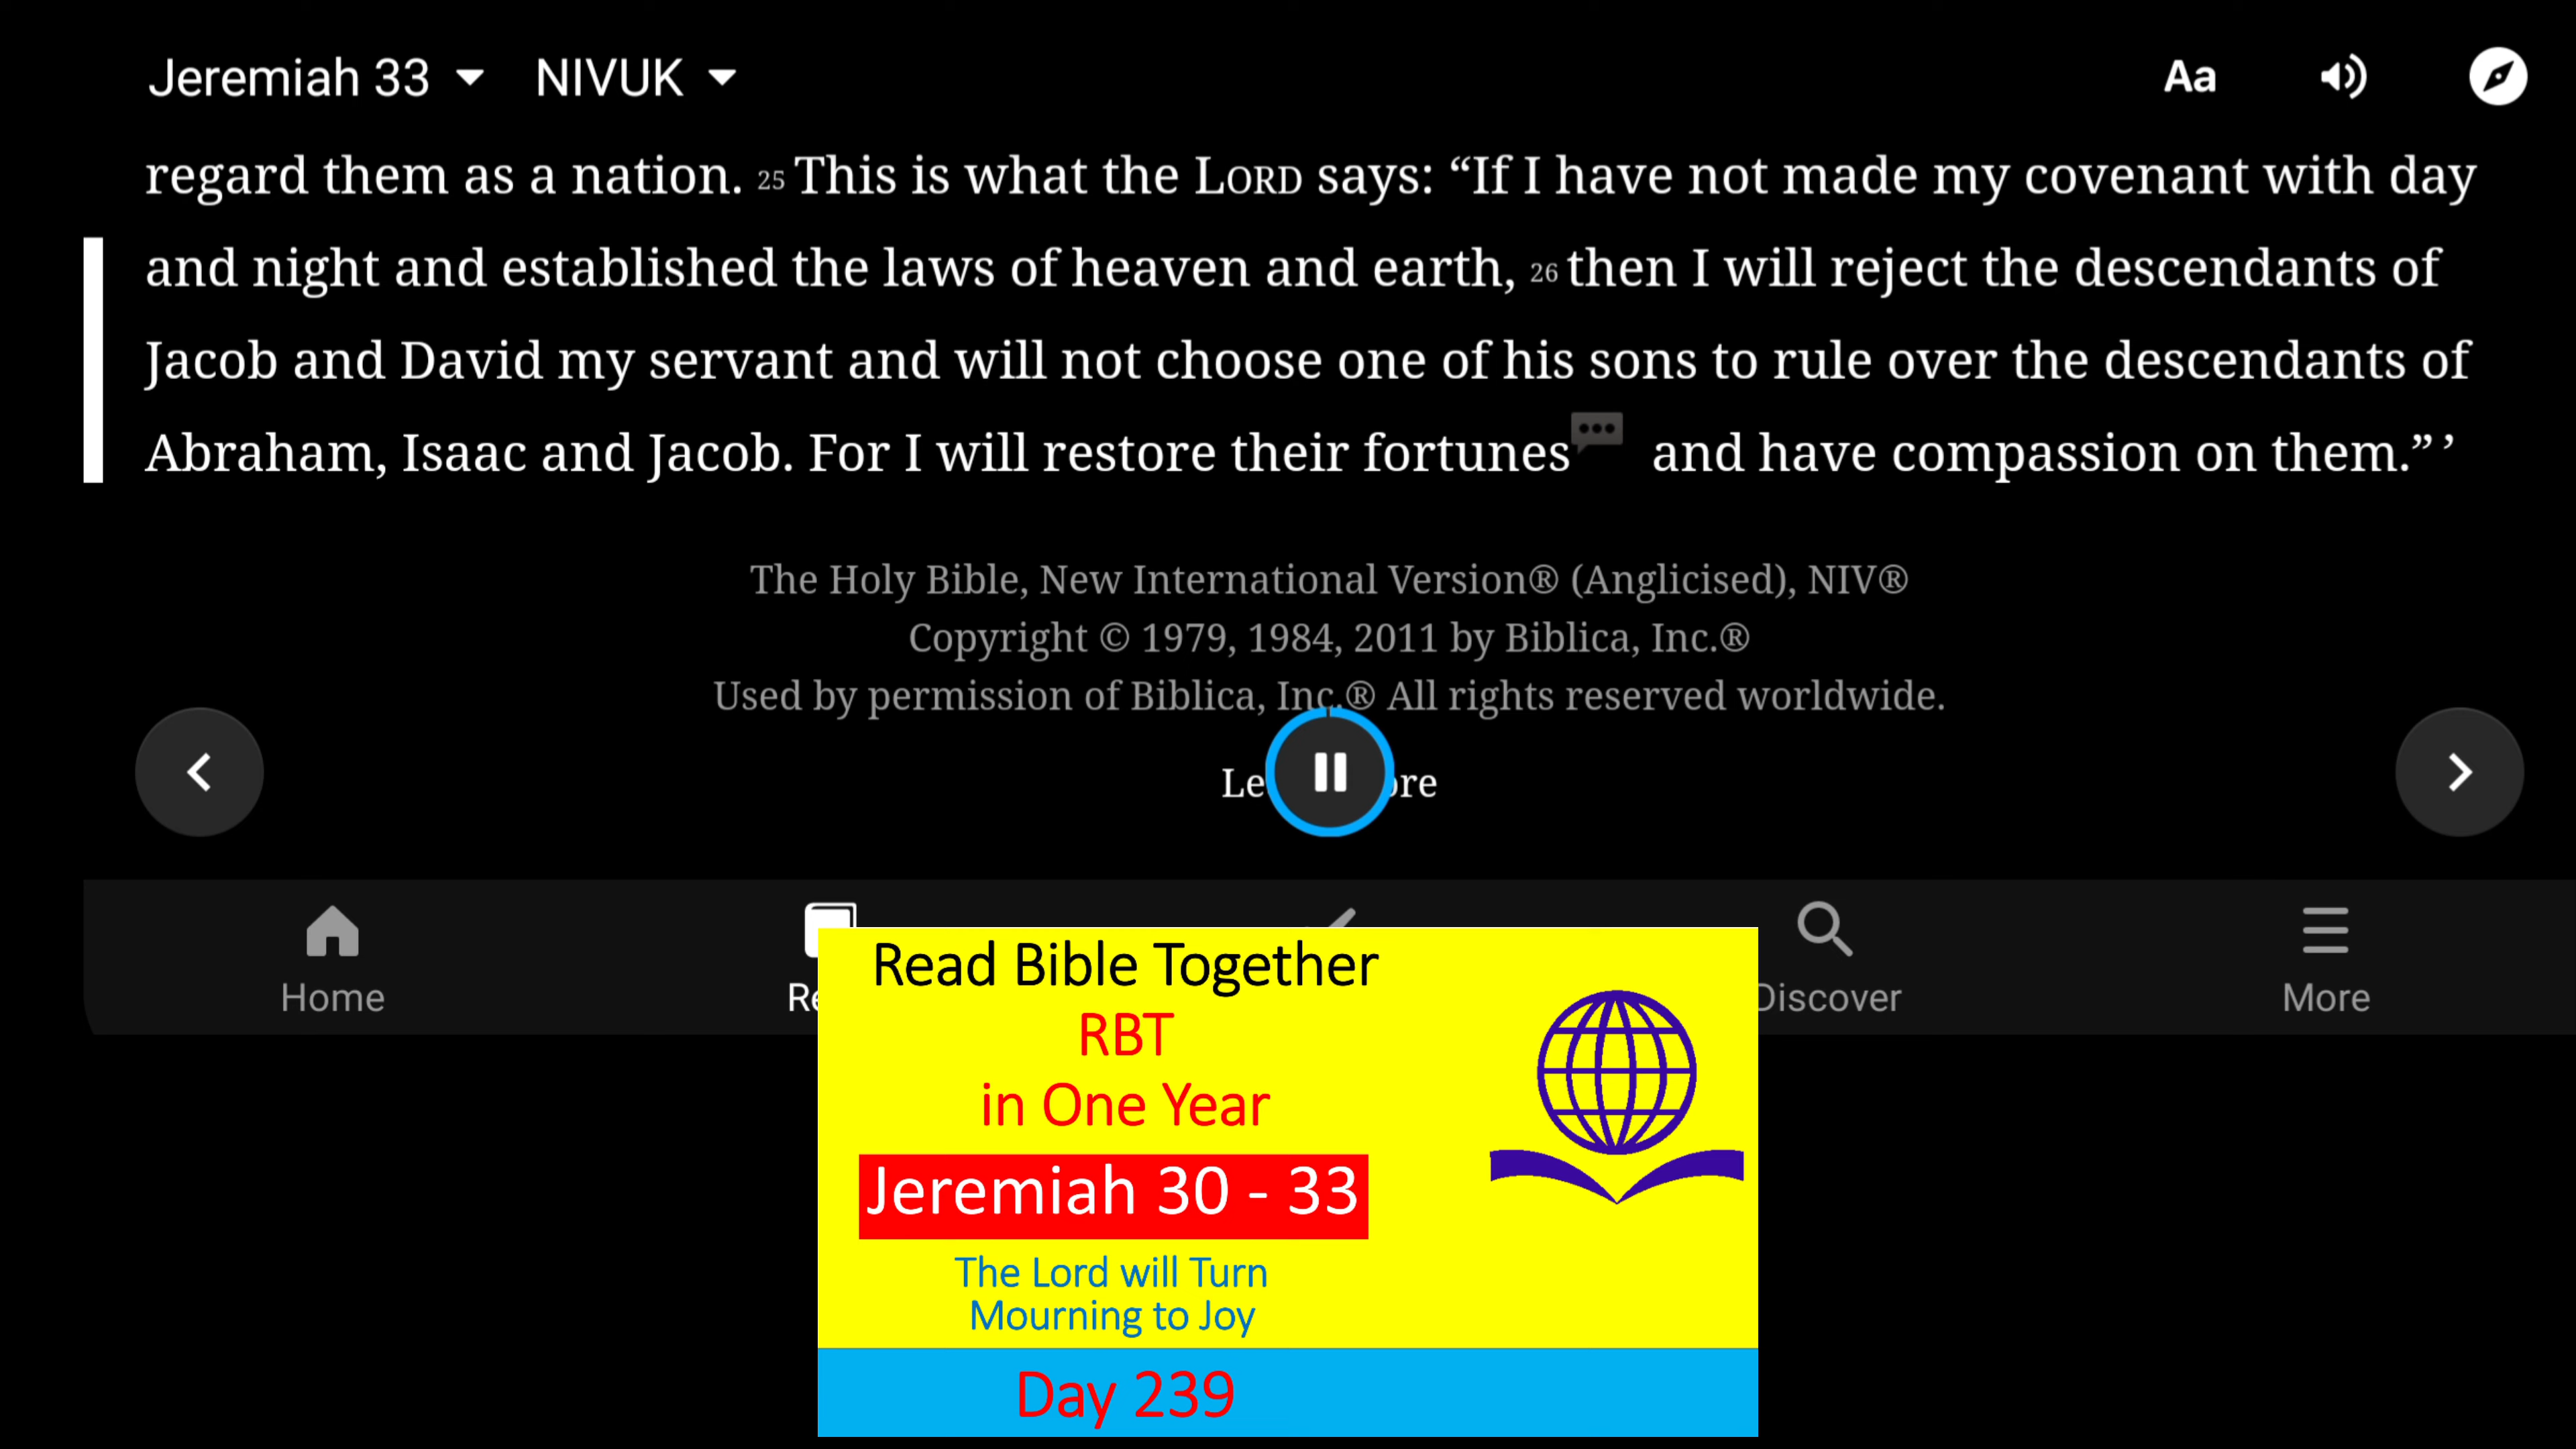 Jeremiah 33 NIVUK Aa
regard them as a nation. 25 This is what the LORD says: “If I have not made my covenant with day
and night and established the laws of heaven and earth, 26 then I will reject the descendants of
Jacob and David my servant and will not choose one of his sons to rule over the descendants of
Abraham, Isaac and Jacob. For I will restore their fortunes and have compassion on them.” ’
The Holy Bible, New International Version® (Anglicised), NIV®
Copyright © 1979, 1984, 2011 by Biblica, Inc.®
Used by permission of Biblica, Inc.® All rights reserved worldwide.
Home
Discover
More
Read Bible Together
RBT
in One Year
Jeremiah 30 - 33
The Lord will Turn
Mourning to Joy
Day 239